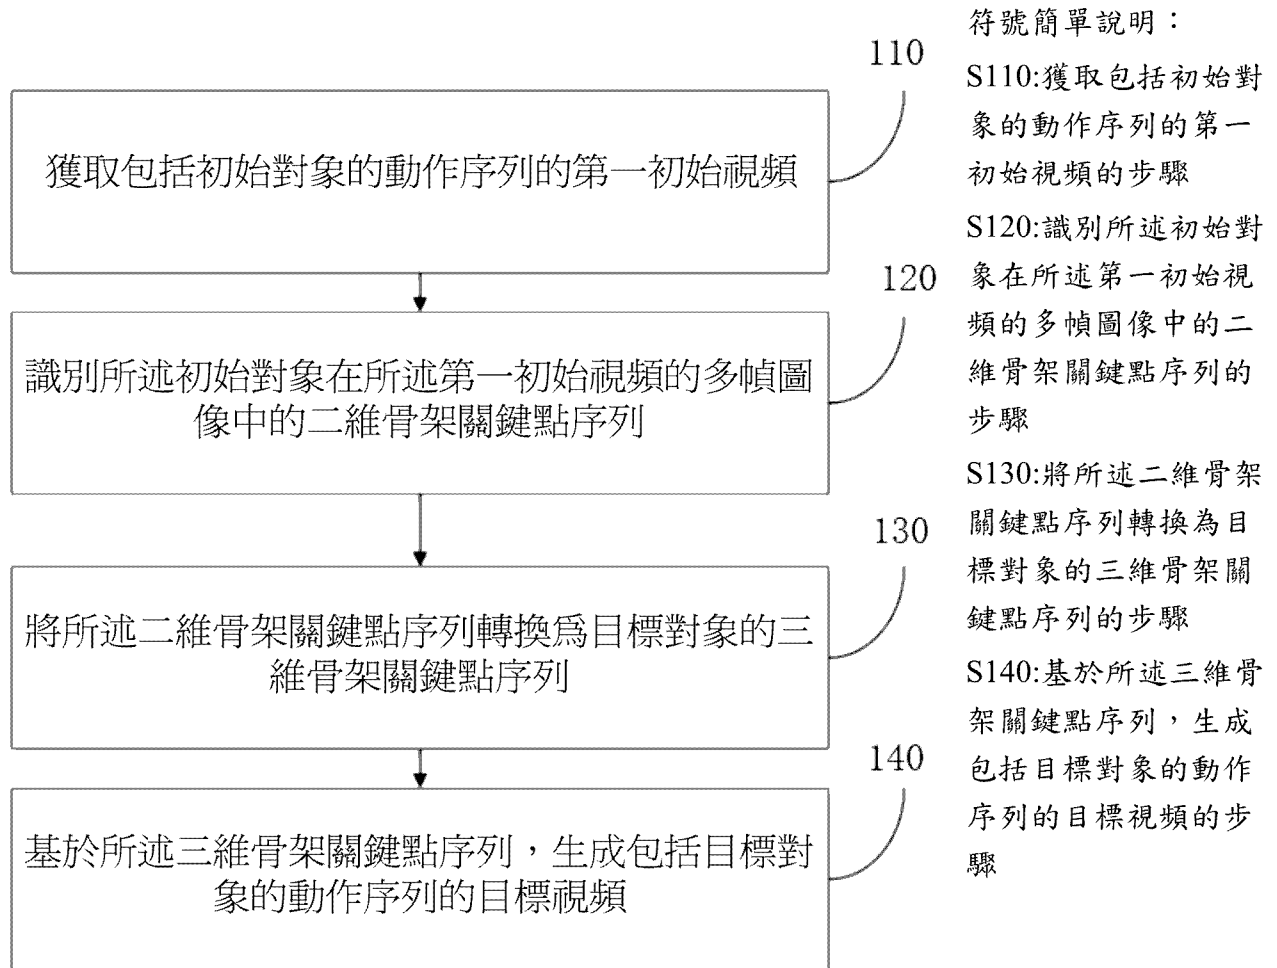 110
獲取包括初始對象的動作序列的第一初始視頻
120
識別所述初始對象在所述第一初始視頻的多幀圖
像中的二維骨架關鍵點序列
130
將所述二維骨架關鍵點序列轉換爲目標對象的三
維骨架關鍵點序列
140
基於所述三維骨架關鍵點序列，生成包括目標對
象的動作序列的目標視頻
符號簡單說明：
S110:獲取包括初始對
象的動作序列的第一
初始視頻的步驟
S120:識別所述初始對
象在所述第一初始視
頻的多幀圖像中的二
維骨架關鍵點序列的
步驟
S130:將所述二維骨架
關鍵點序列轉換為目
標對象的三維骨架關
鍵點序列的步驟
S140:基於所述三維骨
架關鍵點序列，生成
包括目標對象的動作
序列的目標視頻的步
驟